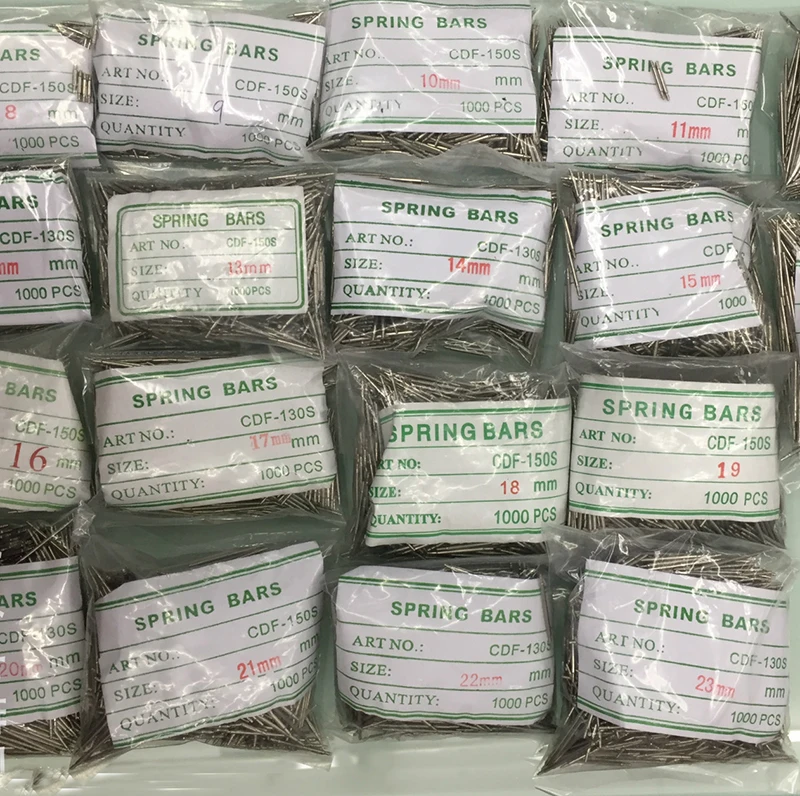 CDF-150S
8
1000 PCS
SPRING BARS
ART NO. CDF-150S
SIZE: 9 mm
QUANTITY 1000 PCS
SPRING BARS
ART NO.: CDF-150S
10mm mm
1000 PCS
SPRING BARS
ART NO.. CDF-150
SIZE. 11mm m
QUANTITY 1000 PC
ARS
CDF-130S
mm mm
1000 PCS
SPRING BARS
ART NO.: CDF-150S
SIZE: 13mm
QUANTITY 1000PCS
SPRING BARS
ART NO.: CDF-130S
SIZE: 14mm mm
QUANTITY: 1000 PCS
SPRING BARS
ART NO.: CDF
SIZE: 15mm
QUANTITY: 1000
BARS
CDF-150S
16 mm
1000 PCS
SPRING BARS
ART NO.: CDF-130S
SIZE: 17mm mm
QUANTITY: 1000 PCS
SPRING BARS
ART NO: CDF-150S
SIZE: 18 mm
QUANTITY: 1000 PCS
SPRING BARS
ART NO: CDF-150S
SIZE: 19
QUANTITY: 1000 PCS
ARS
CDF-130S
20mm mm
1000 PCS
SPRING BARS
ART NO.: CDF-150S
SIZE: 21mm mm
QUANTITY: 1000 PCS
SPRING BARS
ART NO.: CDF-130S
SIZE: 22mm mm
QUANTITY: 1000 PCS
SPRING BARS
ART NO.: CDF-130S
SIZE: 23mm mm
QUANTITY: 1000 PCS